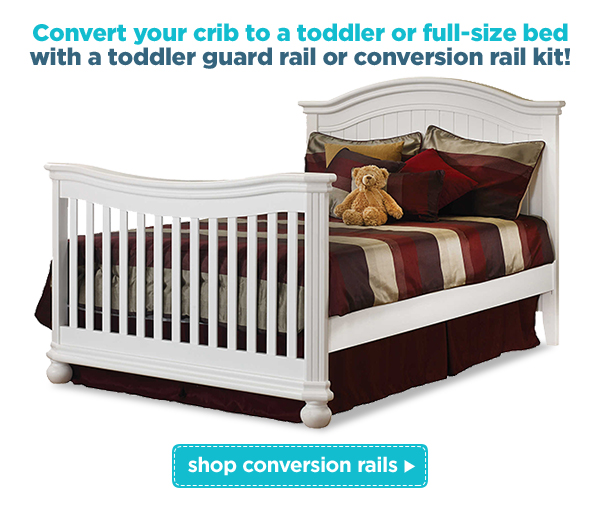 Convert your crib to a toddler or full-size bed
with a toddler guard rail or conversion rail kit!
shop conversion rails ▶